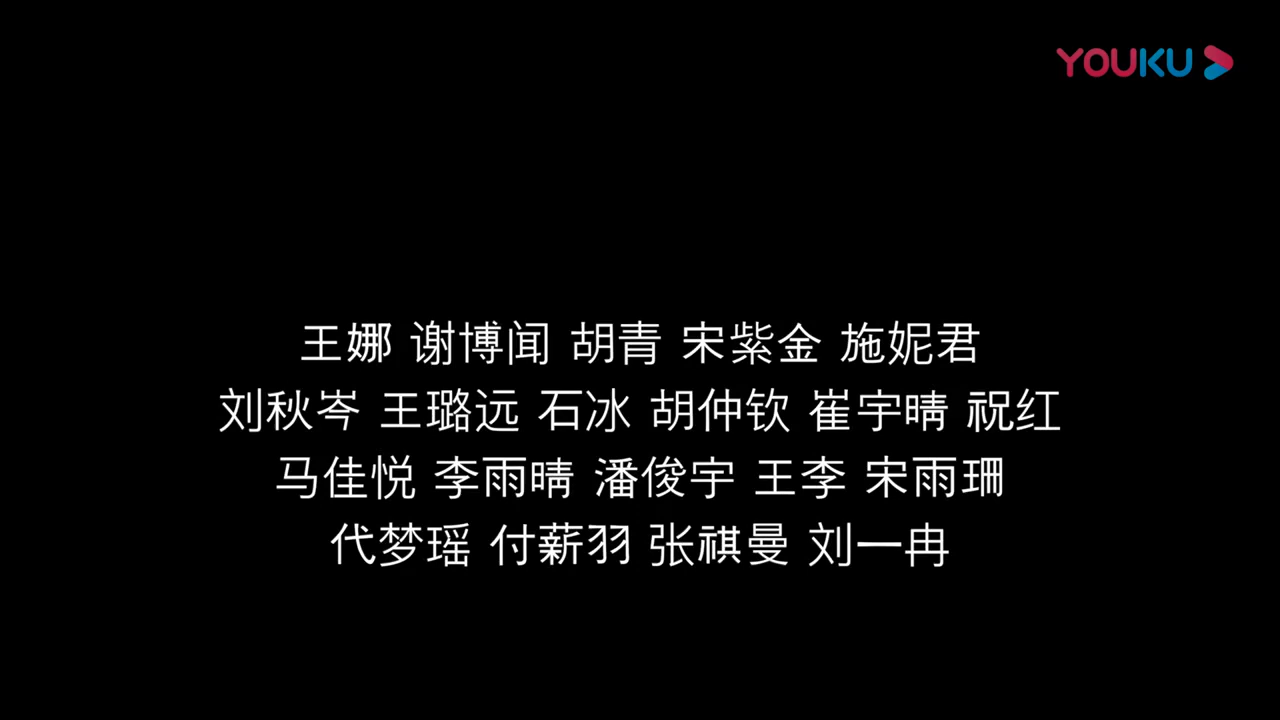 YOUKU
王娜 谢博闻 胡青 宋紫金 施妮君
刘秋岑 王璐远 石冰 胡仲钦 崔宇晴 祝红
马佳悦 李雨晴 潘俊宇 王李 宋雨珊
代梦瑶 付薪羽 张祺曼 刘一冉